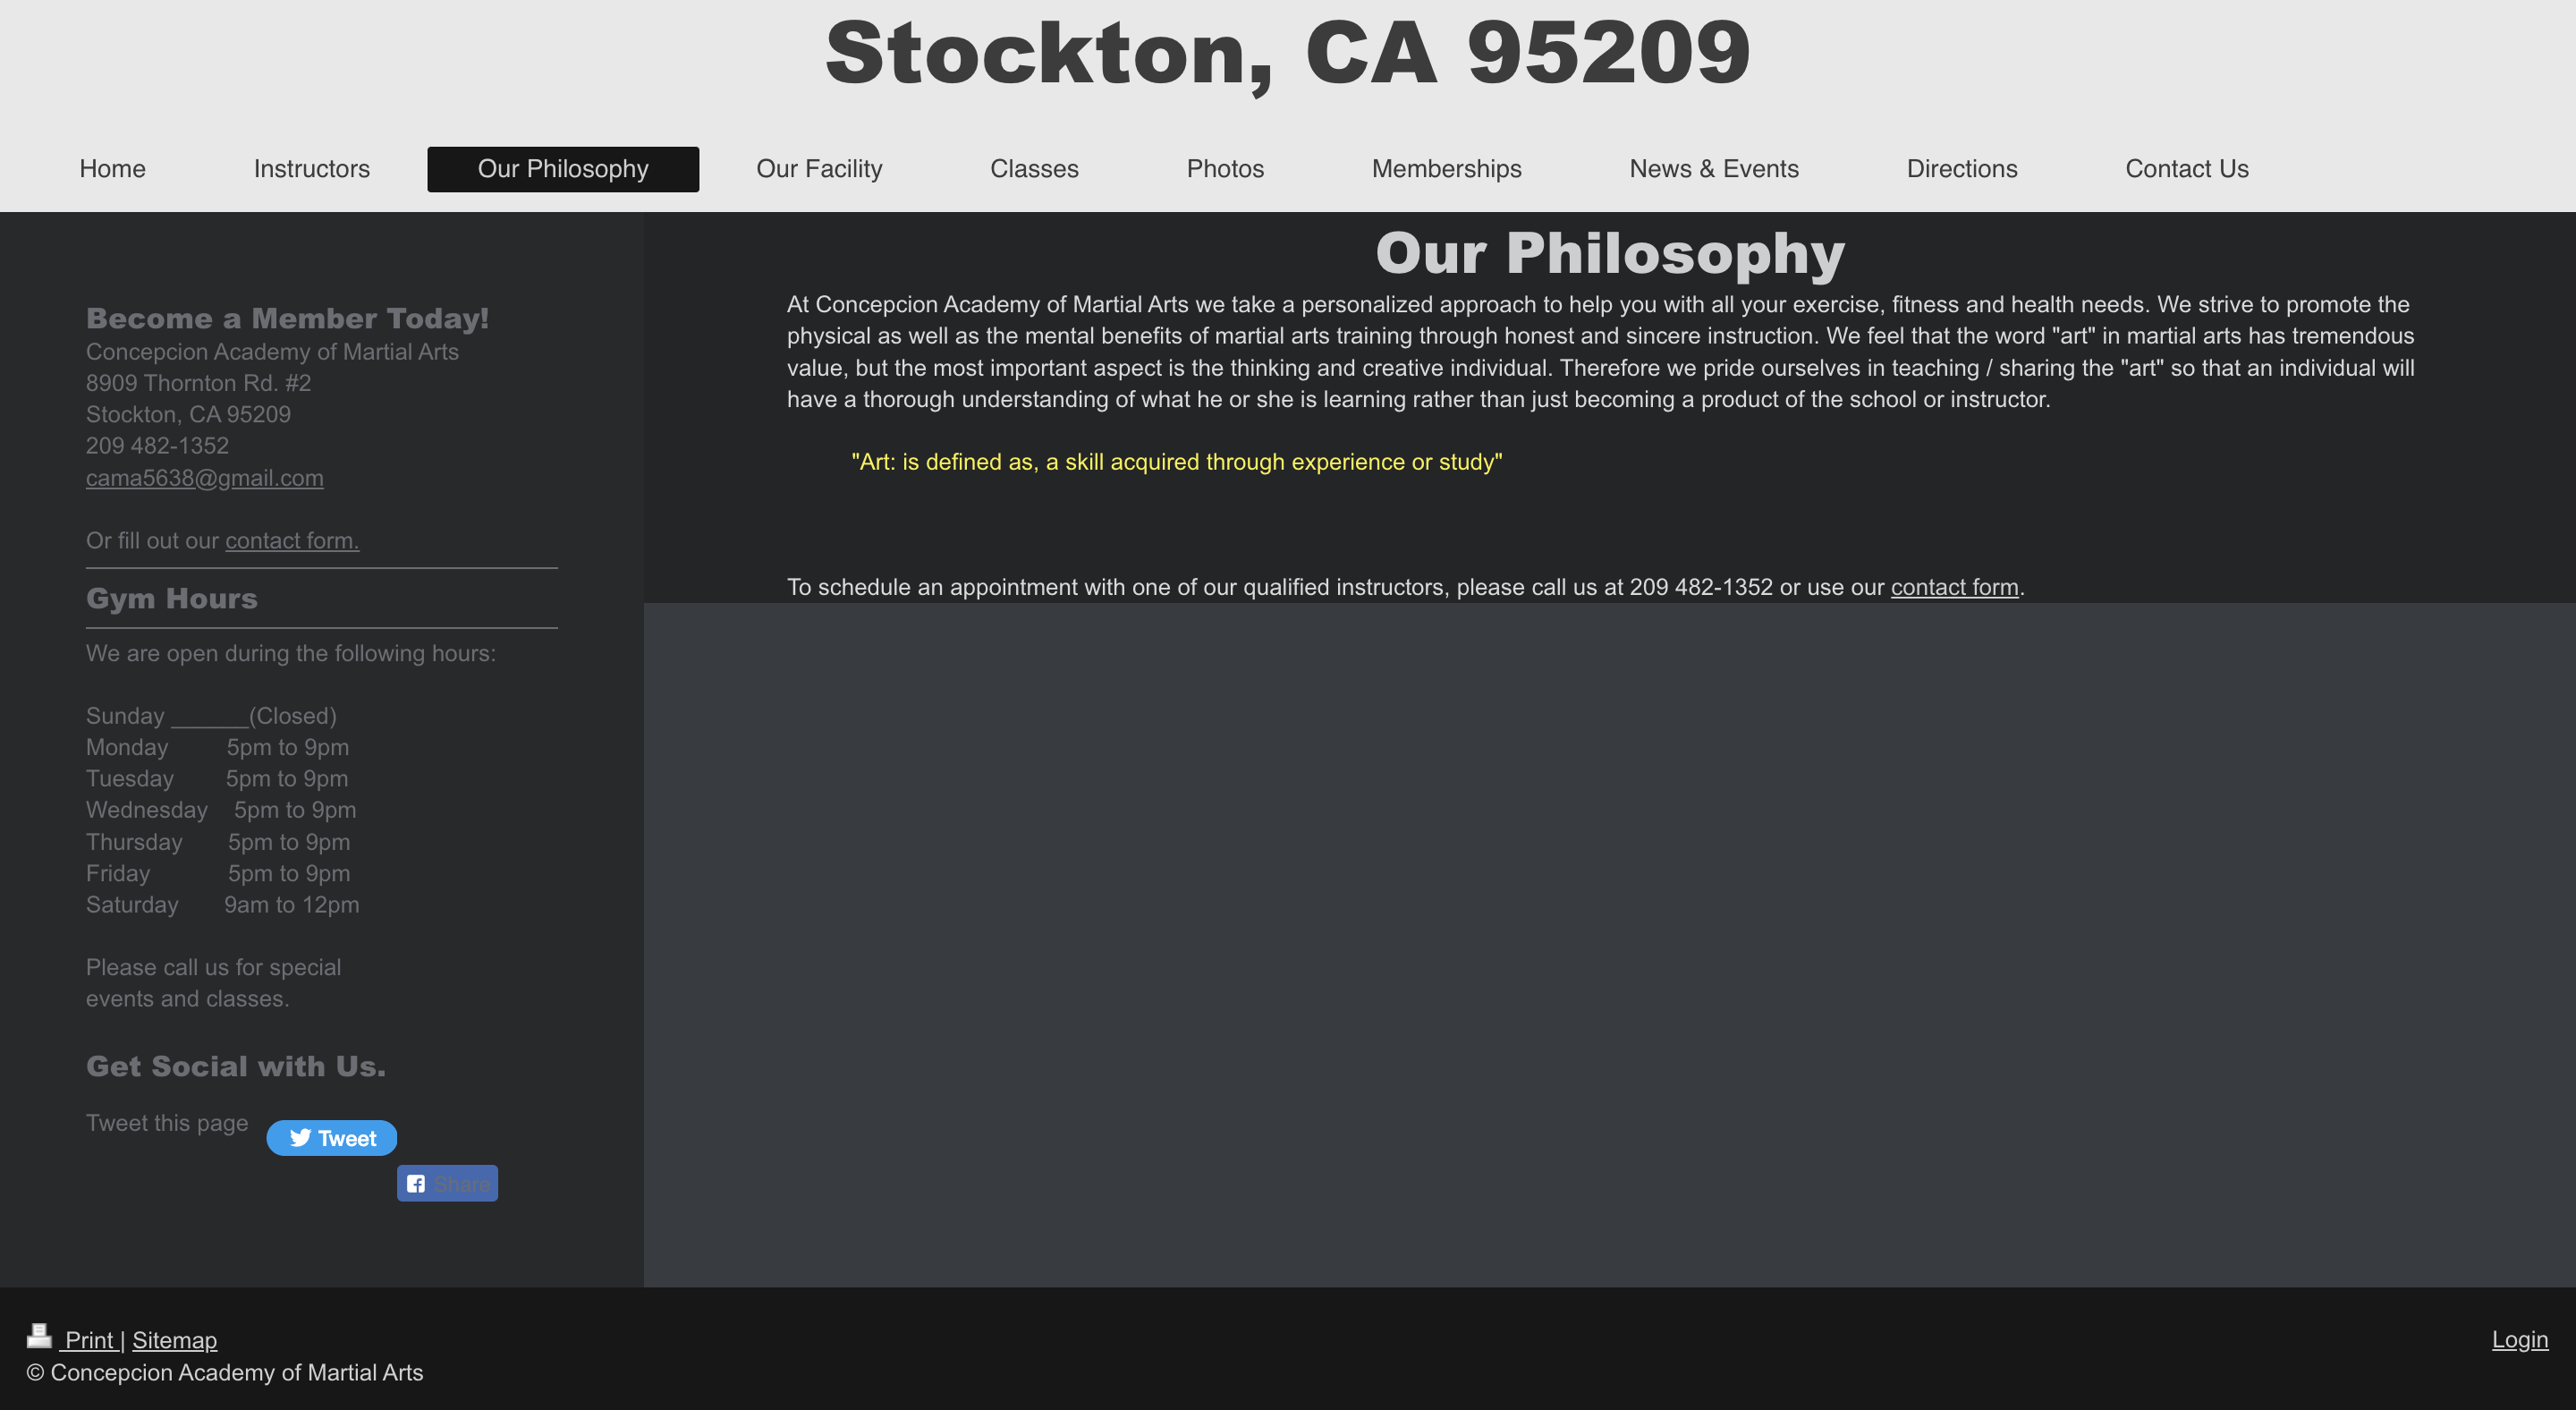 Stockton, CA 95209
Home Instructors Our Philosophy Our Facility Classes Photos Memberships News & Events Directions Contact Us
Become a Member Today!
Concepcion Academy of Martial Arts
8909 Thornton Rd. #2
Stockton, CA 95209
209 482-1352
cama5638@gmail.com
Or fill out our contact form.
Gym Hours
We are open during the following hours:
Sunday ______(Closed)
Monday 5pm to 9pm
Tuesday 5pm to 9pm
Wednesday 5pm to 9pm
Thursday 5pm to 9pm
Friday 5pm to 9pm
Saturday 9am to 12pm
Please call us for special
events and classes.
Get Social with Us.
Tweet this page Tweet
Share
Our Philosophy
At Concepcion Academy of Martial Arts we take a personalized approach to help you with all your exercise, fitness and health needs. We strive to promote the
physical as well as the mental benefits of martial arts training through honest and sincere instruction. We feel that the word "art" in martial arts has tremendous
value, but the most important aspect is the thinking and creative individual. Therefore we pride ourselves in teaching / sharing the "art" so that an individual will
have a thorough understanding of what he or she is learning rather than just becoming a product of the school or instructor.
"Art: is defined as, a skill acquired through experience or study"
To schedule an appointment with one of our qualified instructors, please call us at 209 482-1352 or use our contact form.
Print | Sitemap
© Concepcion Academy of Martial Arts
Login